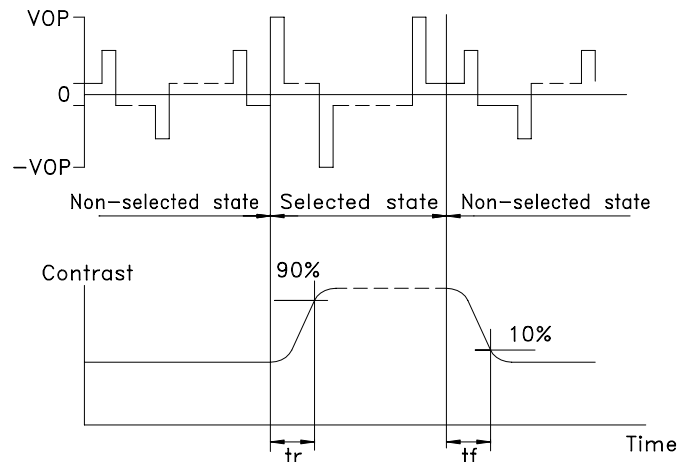 VOP
0
-VOP
Non-selected state
Selected state
Non-selected state
Contrast
90%
10%
Time
tr
tf